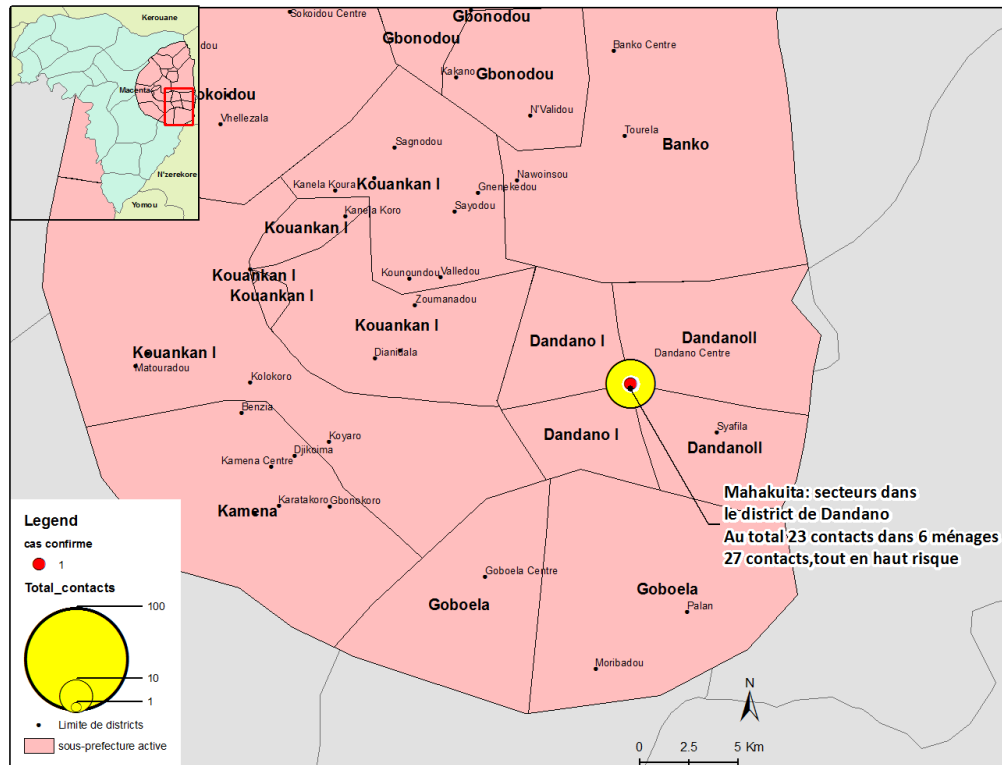 Kerouane
Macenta
N'zerekore
Yomou
Sokoidou Centre
Gbonodou
Gbonodou
Kakano
Gbonodou
Banko Centre
okoidou
Vhellezala
N'Validou
Tourela
Banko
Sagnodou
Kanela Koura
Kouankan I
Gnenekedou
Nawoinsou
Kanela Koro
Sayodou
Kouankan I
Kouankan I
Kouankan I
Kounoundou
Valledou
Zoumanadou
Kouankan I
Dandano I
DandanoII
Kouankan I
Matouradou
Dandano Centre
Kolokoro
Benzia
Dandano I
Syafila
DandanoII
Koyaro
Djikoima
Kamena Centre
Karatakoro
Gbonokoro
Kamena
Mahakuita: secteurs dans
le district de Dandano
Au total 23 contacts dans 6 ménages
27 contacts,tout en haut risque
Goboela Centre
Goboela
Goboela
Palan
Moribadou
Legend
cas confirme
1
Total_contacts
100
10
1
Limite de districts
sous-prefecture active
N
0 2.5 5 Km